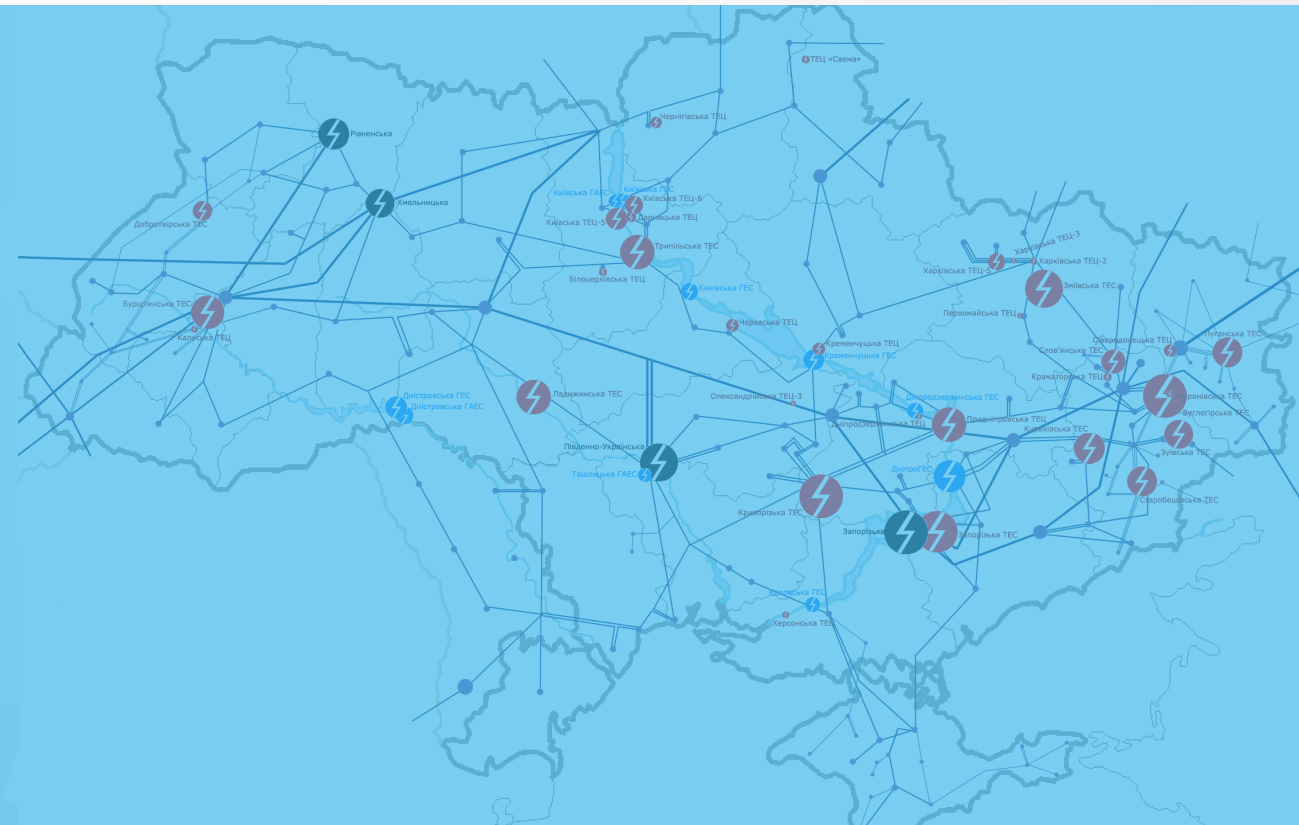 ТЕЦ «Свема»
Чернігівська ТЕЦ
Рівненська
Київська ГАЕС
Київська ГЕС
Київська ТЕЦ-6
Хмельницька
Дарницька ТЕЦ
Київська ТЕЦ-5
Добротвірська ТЕС
Трипільська ТЕС
Харківська ТЕЦ-3
Харківська ТЕЦ-2
Харківська ТЕЦ-5
Білоцерківська ТЕЦ
Зміївська ТЕС
Канівська ГЕС
Бурштинська ТЕС
Первомайська ТЕЦ
Черкаська ТЕЦ
Калуська ТЕЦ
Луганська ТЕС
Сєвєродонецька ТЕЦ
Кременчуцька ТЕЦ
Слов'янська ТЕС
Кременчуцька ГЕС
Краматорська ТЕЦ
Ладижинська ТЕС
Дністровська ГЕС
Олександрійська ТЕЦ-3
Дніпродзержинська ГЕС
Миронівська ТЕС
Дністровська ГАЕС
Вуглегірська ТЕС
Придніпровська ТЕЦ
Дніпродзержинська ТЕЦ
Курахівська ТЕС
Південно-Українська
Зуївська ТЕС
ДніпроГЕС
Ташлицька ГАЕС
Старобешівська ТЕС
Криворізька ТЕС
Запорізька
Запорізька ТЕС
Каховська ГЕС
Херсонська ТЕЦ